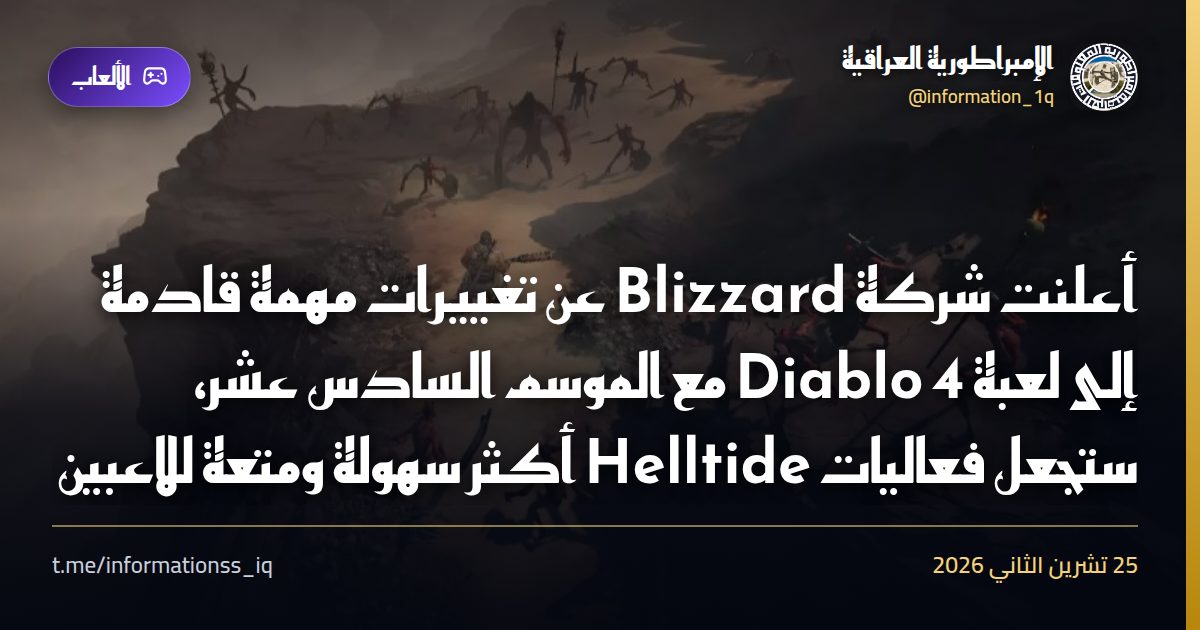 الإمبراطورية العراقية
@information_1q
الألعاب
أعلنت شركة Blizzard عن تغييرات مهمة قادمة
إلى لعبة Diablo 4 مع الموسم السادس عشر،
ستجعل فعاليات Helltide أكثر سهولة ومتعة للاعبين
25 تشرين الثاني 2026
t.me/informationss_iq